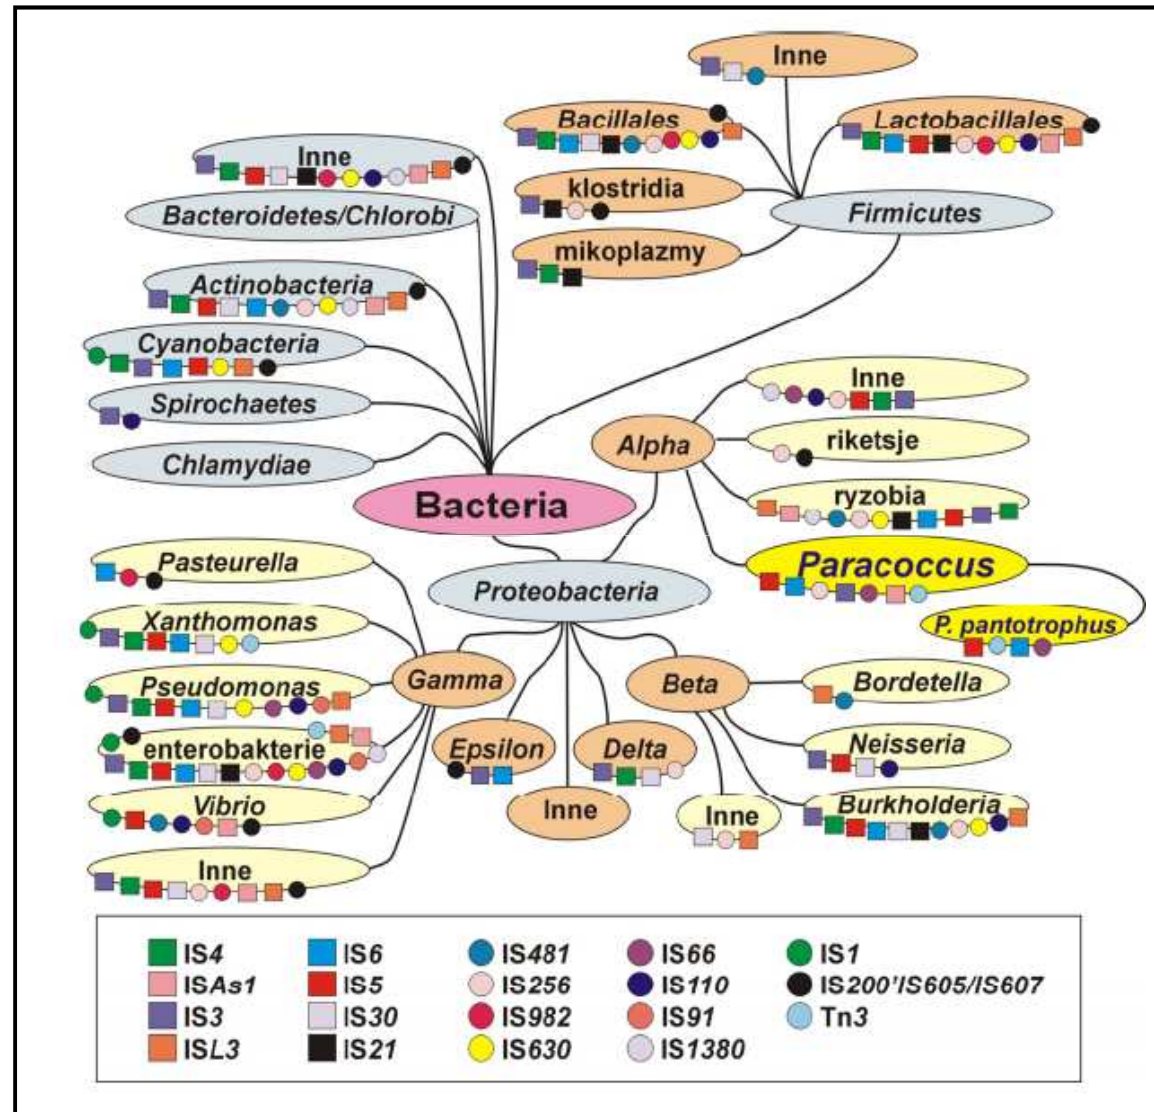 Inne
Bacillales
Lactobacillales
Inne
klostridia
Bacteroidetes/Chlorobi
Firmicutes
mikoplazmy
Actinobacteria
Cyanobacteria
Inne
Spirochaetes
Alpha
riketsje
Chlamydiae
ryzobia
Bacteria
Pasteurella
Paracoccus
Proteobacteria
Xanthomonas
P. pantotrophus
Pseudomonas
Gamma
Beta
Bordetella
enterobakterie
Epsilon
Delta
Neisseria
Vibrio
Inne
Inne
Burkholderia
Inne
IS4 IS6 IS481 IS66 IS1
ISAs1 IS5 IS256 IS110 IS200'IS605/IS607
IS3 IS30 IS982 IS91 Tn3
ISL3 IS21 IS630 IS1380